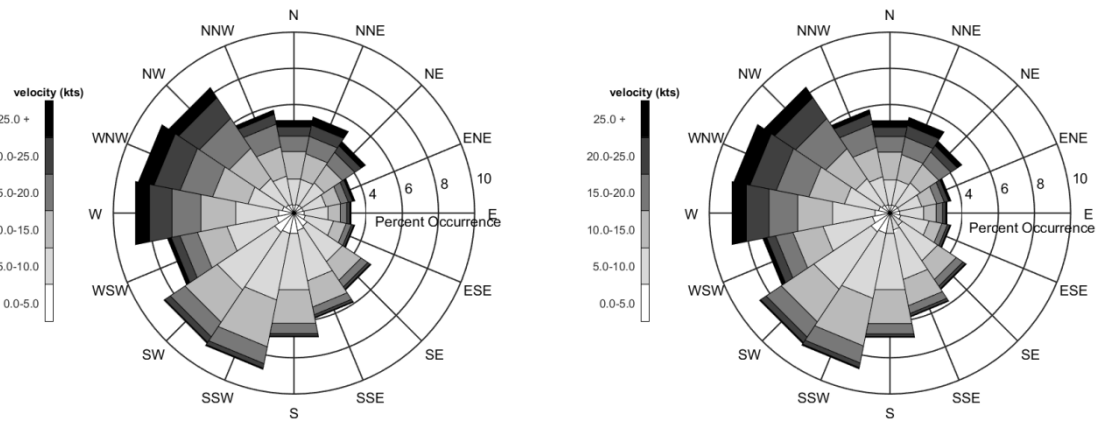 N
NNW
NNE
NW
NE
velocity (kts)
25.0 +
WNW
ENE
0.0-25.0
5.0-20.0
4
6
8
10
W
E
0.0-15.0
Percent Occurrence
5.0-10.0
WSW
ESE
0.0-5.0
SW
SE
SSW
SSE
S
N
NNW
NNE
NW
NE
velocity (kts)
25.0 +
WNW
ENE
20.0-25.0
15.0-20.0
4
6
8
10
W
E
10.0-15.0
Percent Occurrence
5.0-10.0
WSW
ESE
0.0-5.0
SW
SE
SSW
SSE
S